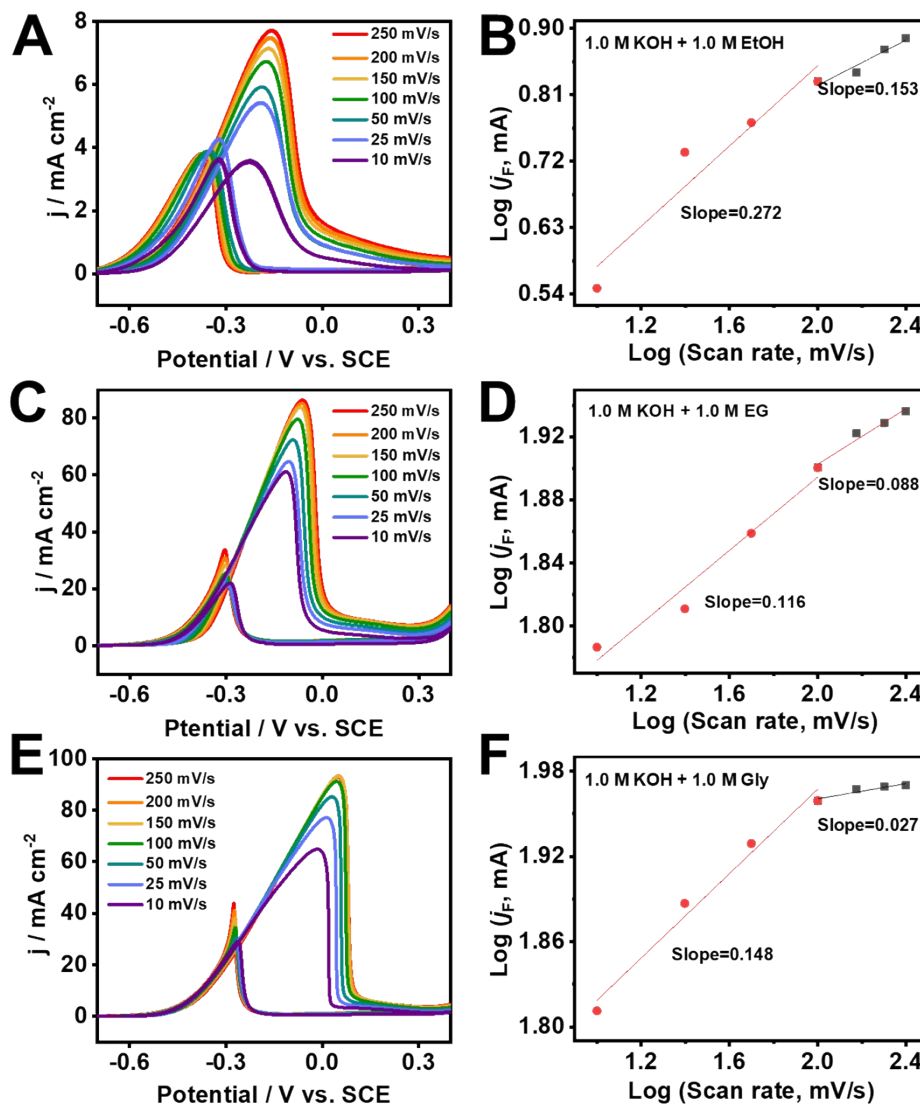 A
8
6
4
2
0
j / mA cm-2
250 mV/s
200 mV/s
150 mV/s
100 mV/s
50 mV/s
25 mV/s
10 mV/s
-0.6
-0.3
0.0
0.3
Potential / V vs. SCE
B
0.90
0.81
0.72
0.63
0.54
Log (jF, mA)
1.0 M KOH + 1.0 M EtOH
Slope=0.153
Slope=0.272
1.2
1.6
2.0
2.4
Log (Scan rate, mV/s)
C
80
60
40
20
0
j / mA cm-2
250 mV/s
200 mV/s
150 mV/s
100 mV/s
50 mV/s
25 mV/s
10 mV/s
-0.6
-0.3
0.0
0.3
Ptential / V vs. SCE
D
1.92
1.88
1.84
1.80
Log (jF, mA)
1.0 M KOH + 1.0 M EG
Slope=0.088
Slope=0.116
1.2
1.6
2.0
2.4
Log (Scan rate, mV/s)
E
100
80
60
40
20
0
j / mA cm-2
250 mV/s
200 mV/s
150 mV/s
100 mV/s
50 mV/s
25 mV/s
10 mV/s
-0.6
-0.3
0.0
0.3
Potential / V vs. SCE
F
1.98
1.92
1.86
1.80
Log (jF, mA)
1.0 M KOH + 1.0 M Gly
Slope=0.027
Slope=0.148
1.2
1.6
2.0
2.4
Log (Scan rate, mV/s)